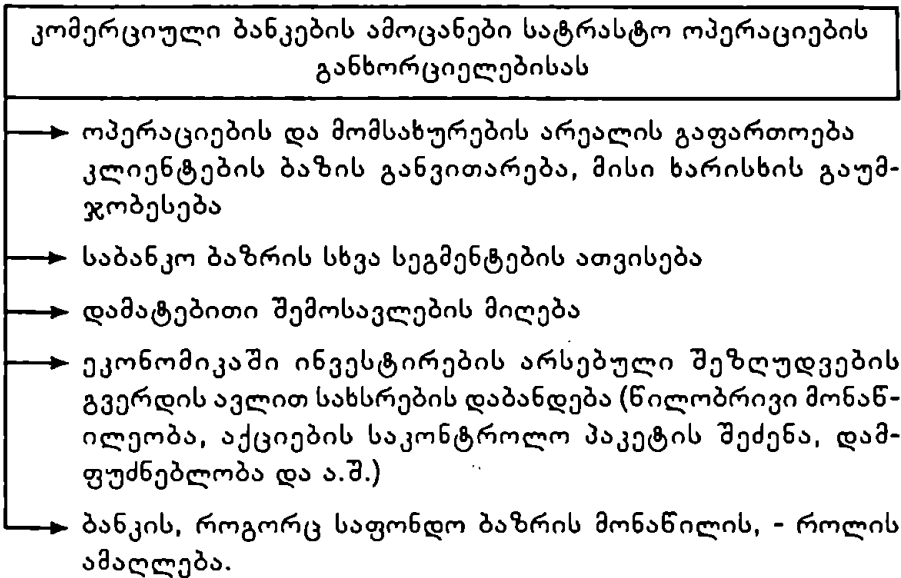 კომერციული ბანკების ამოცანები სატრასტო ოპერაციების
განხორციელებისას
ოპერაციების და მომსახურების არეალის გაფართოება
კლიენტების ბაზის განვითარება, მისი ხარისხის გაუმ-
ჯობესება
საბანკო ბაზრის სხვა სეგმენტების ათვისება
დამატებითი შემოსავლების მიღება
ეკონომიკაში ინვესტირების არსებული შეზღუდვების
გვერდის ავლით სახსრების დაბანდება (წილობრივი მონაწ-
ილეობა, აქციების საკონტროლო პაკეტის შეძენა, დამ-
ფუძნებლობა და ა.შ.)
ბანკის, როგორც საფონდო ბაზრის მონაწილის, - როლის
ამაღლება.